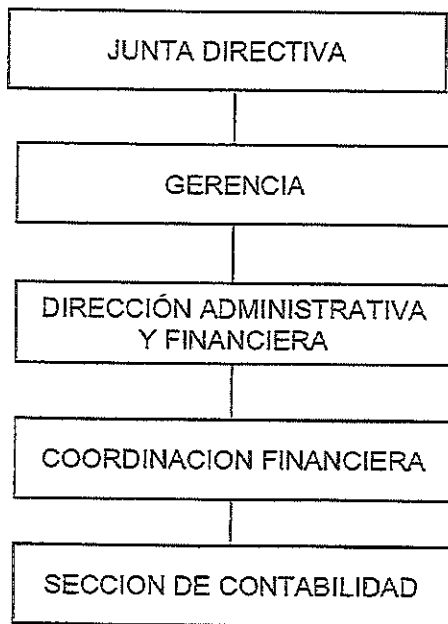 JUNTA DIRECTIVA
GERENCIA
DIRECCIÓN ADMINISTRATIVA
Y FINANCIERA
COORDINACION FINANCIERA
SECCION DE CONTABILIDAD